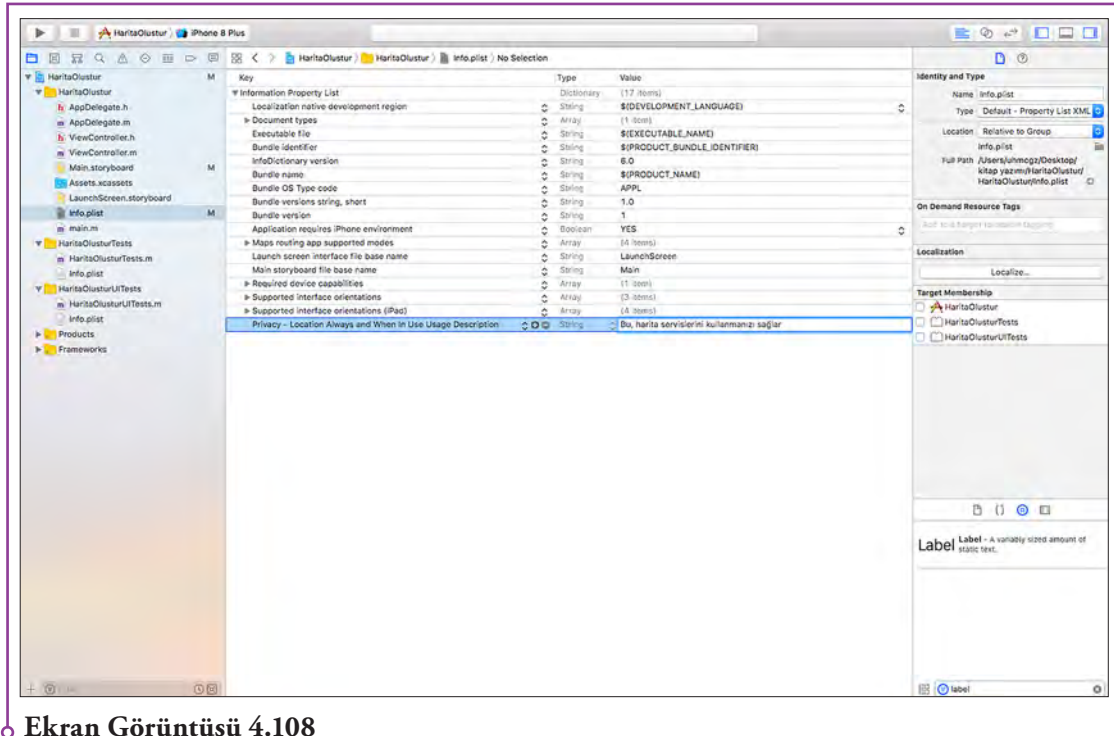 HaritaOlustur iPhone 8 Plus
HaritaOlustur HaritaOlustur Info.plist No Selection
HaritaOlustur M
HaritaOlustur
AppDelegate.h
AppDelegate.m
ViewController.h
ViewController.m
Main.storyboard M
Assets.xcassets
LaunchScreen.storyboard
Info.plist M
main.m
HaritaOlusturTests
HaritaOlusturTests.m
Info.plist
HaritaOlusturUITests
HaritaOlusturUITests.m
Info.plist
Products
Frameworks
Key Type Value
Information Property List Dictionary (17 items)
Localization native development region String $(DEVELOPMENT_LANGUAGE)
Document types Array (1 item)
Executable file String $(EXECUTABLE_NAME)
Bundle identifier String $(PRODUCT_BUNDLE_IDENTIFIER)
InfoDictionary version String 6.0
Bundle name String $(PRODUCT_NAME)
Bundle OS Type code String APPL
Bundle versions string, short String 1.0
Bundle version String 1
Application requires iPhone environment Boolean YES
Maps routing app supported modes Array (4 items)
Launch screen interface file base name String LaunchScreen
Main storyboard file base name String Main
Required device capabilities Array (1 item)
Supported interface orientations Array (3 items)
Supported interface orientations (iPad) Array (4 items)
Privacy - Location Always and When In Use Usage Description String Bu, harita servislerini kullanmanızı sağlar
Identity and Type
Name Info.plist
Type Default - Property List XML
Location Relative to Group
Info.plist
Full Path /Users/uhmcgz/Desktop/
kitap yazımı/HaritaOlustur/
HaritaOlustur/Info.plist
On Demand Resource Tags
Localization
Localize...
Target Membership
HaritaOlustur
HaritaOlusturTests
HaritaOlusturUITests
Label Label - A variably sized amount of
static text.
label
Ekran Görüntüsü 4.108